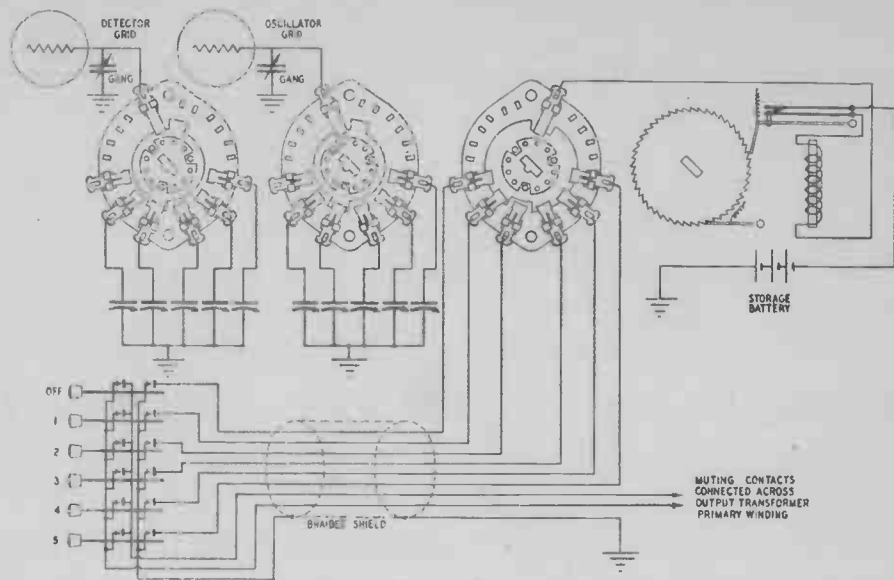 DETECTOR
GRID
GANG
OSCILLATOR
GRID
GANG
STORAGE
BATTERY
OFF
1
2
3
4
5
BRAIDED SHIELD
MUTING CONTACTS
CONNECTED ACROSS
OUTPUT TRANSFORMER
PRIMARY WINDING